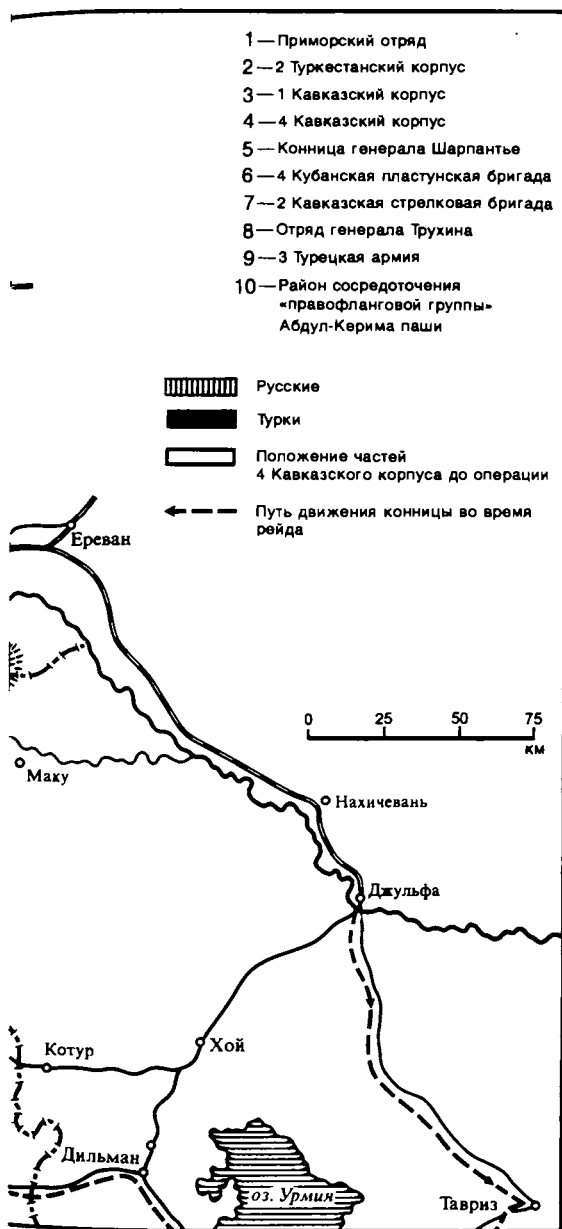 1—Приморский отряд
2—2 Туркестанский корпус
3—1 Кавказский корпус
4—4 Кавказский корпус
5—Конница генерала Шарпантье
6—4 Кубанская пластунская бригада
7—2 Кавказская стрелковая бригада
8—Отряд генерала Трухина
9—3 Турецкая армия
10—Район сосредоточения
«правофланговой группы»
Абдул-Керима паши
Русские
Турки
Положение частей
4 Кавказского корпуса до операции
Путь движения конницы во время
рейда
Ереван
0 25 50 75
км
Маку
Нахичевань
Джульфа
Хой
Котур
Дильман
оз. Урмия
Тавриз